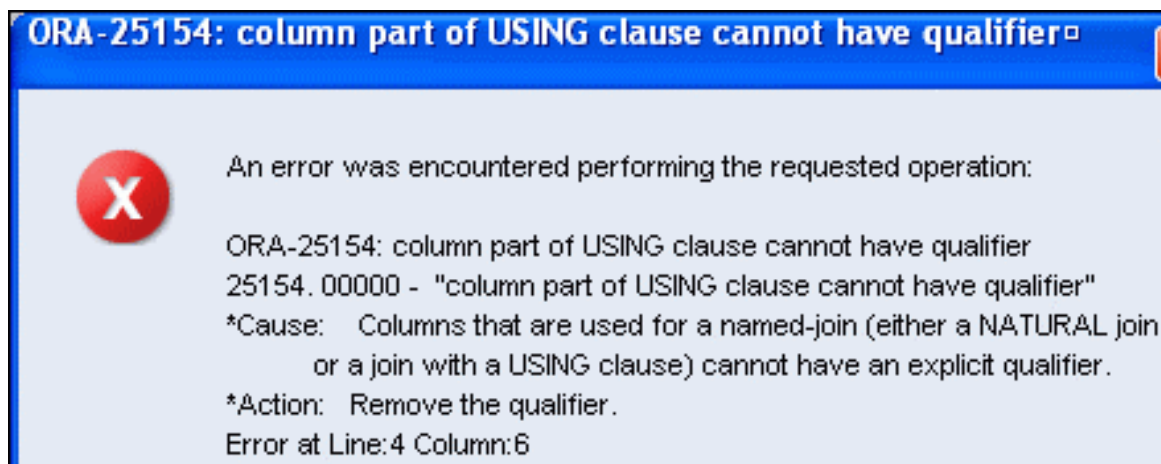 ORA-25154: column part of USING clause cannot have qualifier
An error was encountered performing the requested operation:
ORA-25154: column part of USING clause cannot have qualifier
25154. 00000 - "column part of USING clause cannot have qualifier"
*Cause: Columns that are used for a named-join (either a NATURAL join
or a join with a USING clause) cannot have an explicit qualifier.
*Action: Remove the qualifier.
Error at Line:4 Column:6